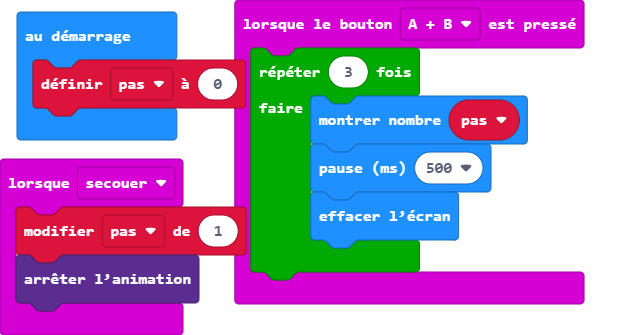 au démarrage
définir pas à 0
lorsque secouer
modifier pas de 1
arrêter l’animation
lorsque le bouton A + B est pressé
répéter 3 fois
faire
montrer nombre pas
pause (ms) 500
effacer l’écran